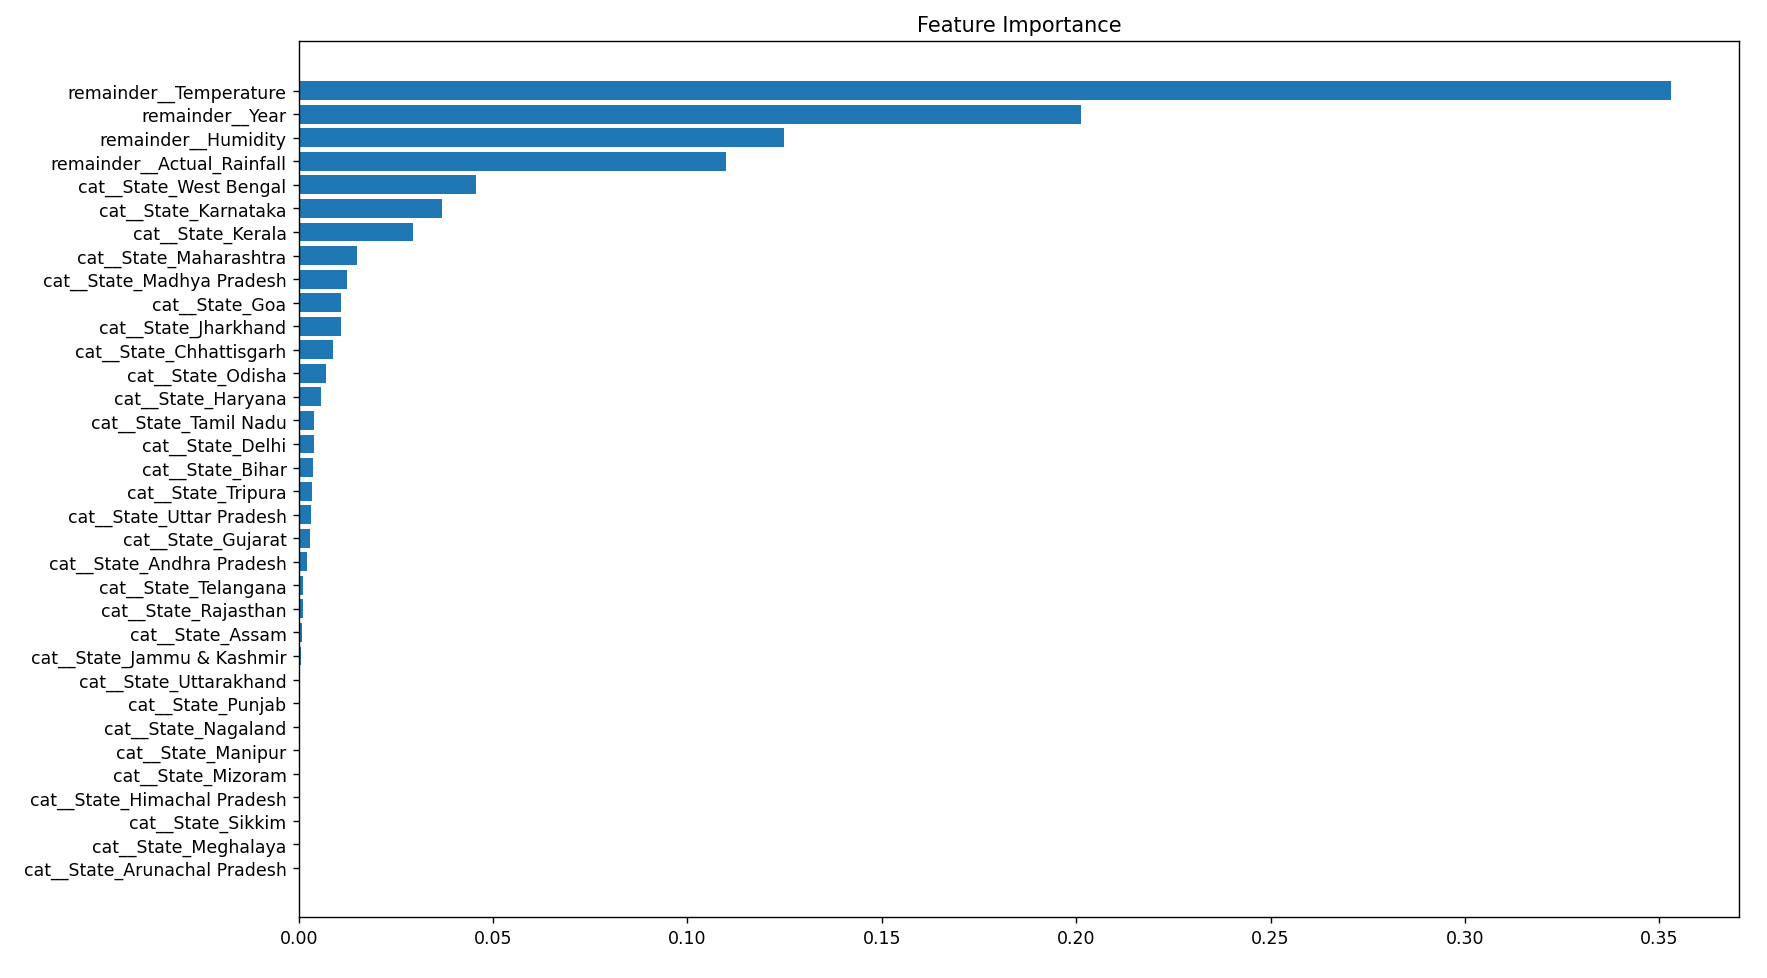 Feature Importance
remainder__Temperature
remainder__Year
remainder__Humidity
remainder__Actual_Rainfall
cat__State_West Bengal
cat__State_Karnataka
cat__State_Kerala
cat__State_Maharashtra
cat__State_Madhya Pradesh
cat__State_Goa
cat__State_Jharkhand
cat__State_Chhattisgarh
cat__State_Odisha
cat__State_Haryana
cat__State_Tamil Nadu
cat__State_Delhi
cat__State_Bihar
cat__State_Tripura
cat__State_Uttar Pradesh
cat__State_Gujarat
cat__State_Andhra Pradesh
cat__State_Telangana
cat__State_Rajasthan
cat__State_Assam
cat__State_Jammu & Kashmir
cat__State_Uttarakhand
cat__State_Punjab
cat__State_Nagaland
cat__State_Manipur
cat__State_Mizoram
cat__State_Himachal Pradesh
cat__State_Sikkim
cat__State_Meghalaya
cat__State_Arunachal Pradesh
0.00 0.05 0.10 0.15 0.20 0.25 0.30 0.35